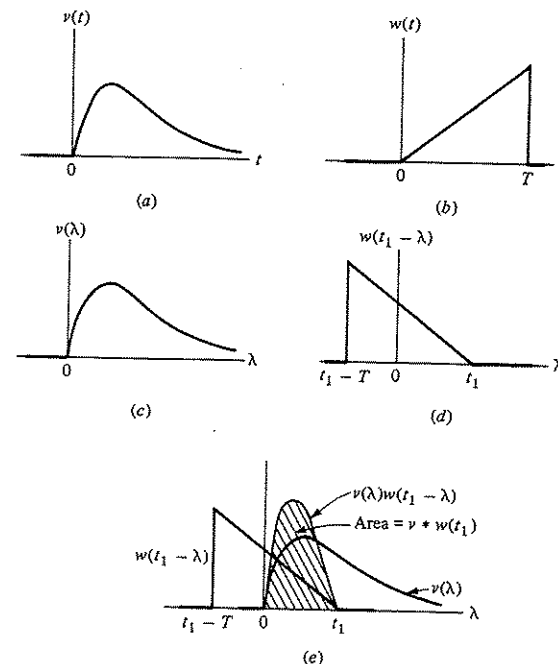 ν(t)
0
t
(a)
w(t)
0
T
(b)
ν(λ)
0
λ
(c)
w(t₁ − λ)
t₁ − T
0
t₁
λ
(d)
ν(λ)w(t₁ − λ)
Area = ν * w(t₁)
w(t₁ − λ)
ν(λ)
t₁ − T
0
t₁
λ
(e)